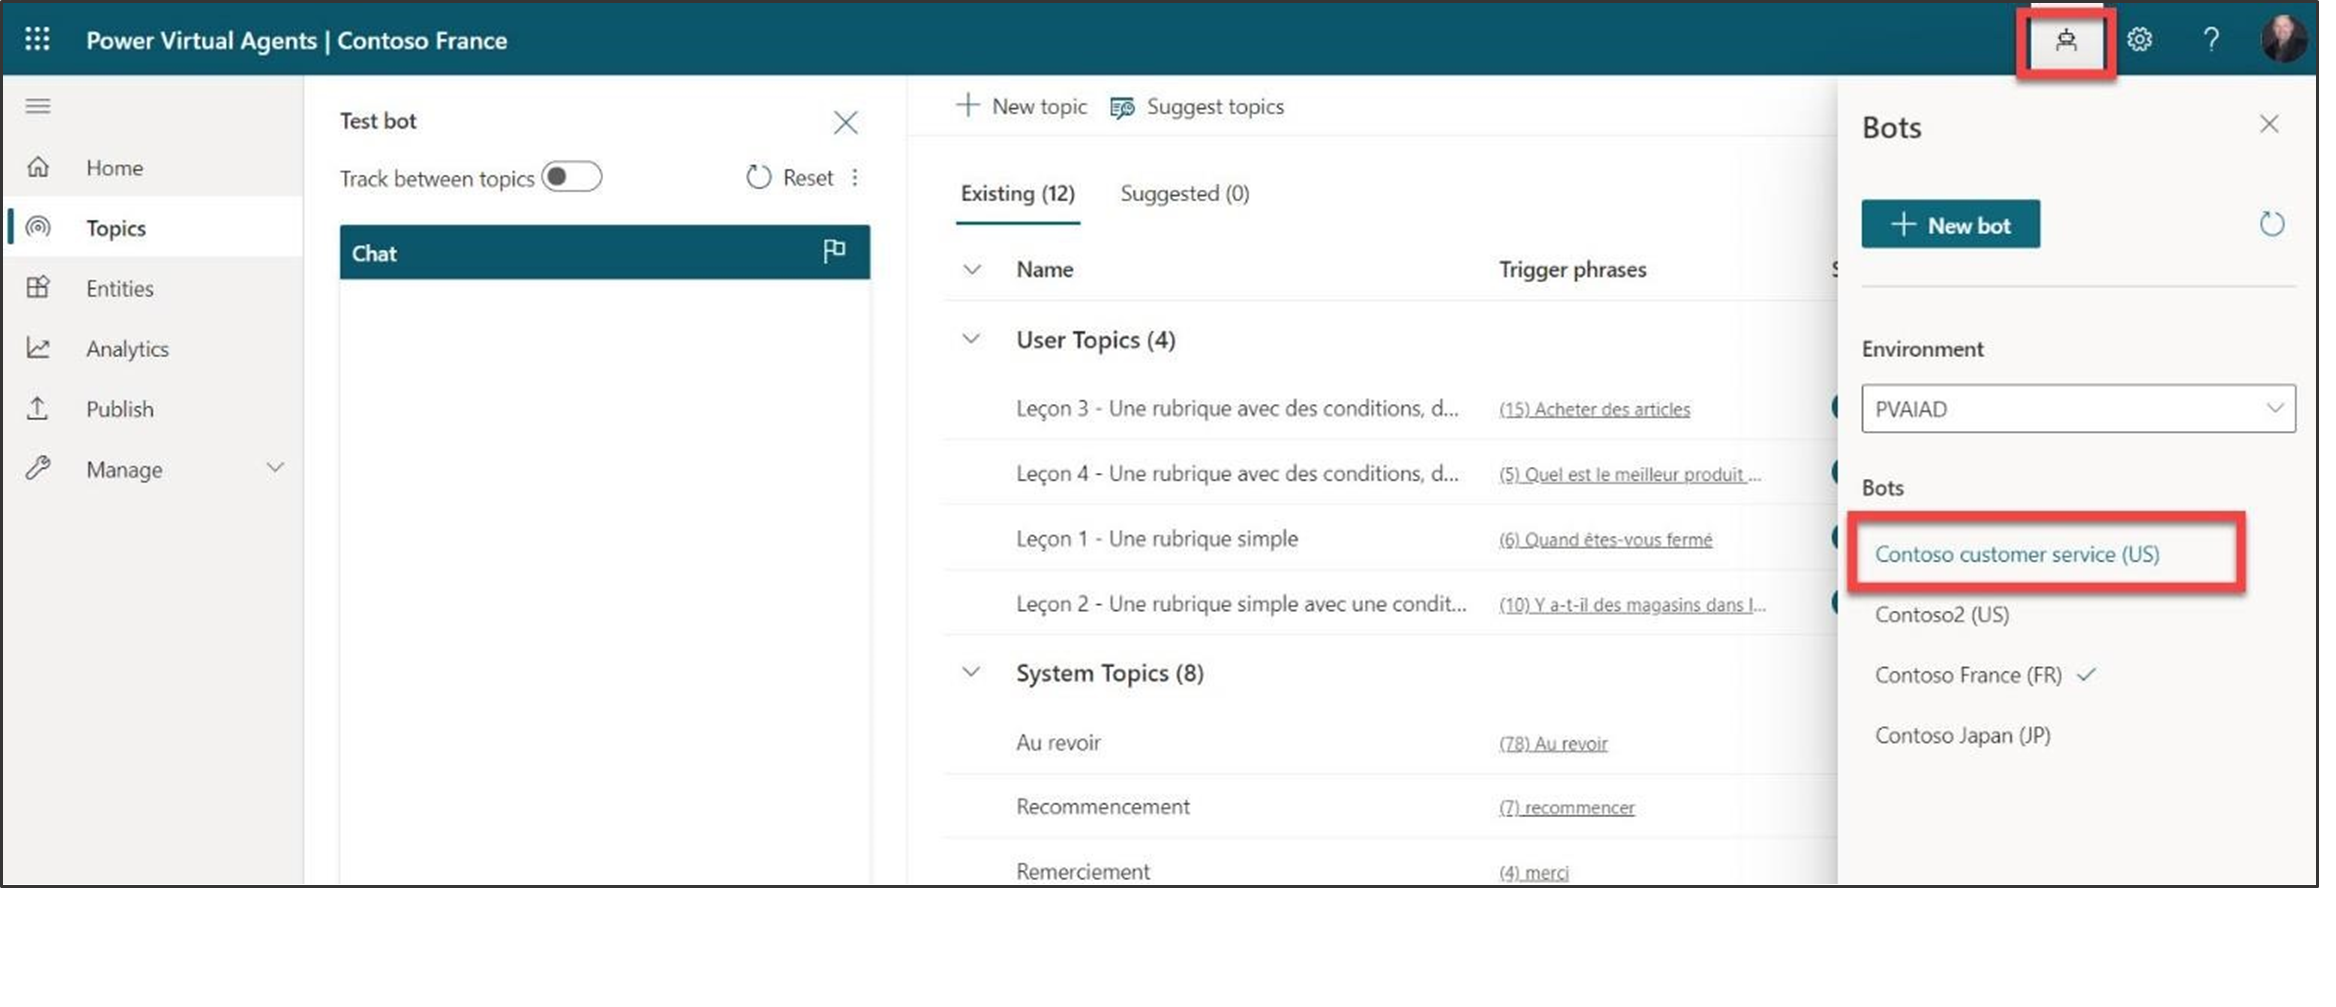 Power Virtual Agents | Contoso France
Home
Topics
Entities
Analytics
Publish
Manage
Test bot
Track between topics
Reset
Chat
New topic
Suggest topics
Existing (12)
Suggested (0)
Name
Trigger phrases
User Topics (4)
Leçon 3 - Une rubrique avec des conditions, d...
(15) Acheter des articles
Leçon 4 - Une rubrique avec des conditions, d...
(5) Quel est le meilleur produit ...
Leçon 1 - Une rubrique simple
(6) Quand êtes-vous fermé
Leçon 2 - Une rubrique simple avec une condit...
(10) Y a-t-il des magasins dans l...
System Topics (8)
Au revoir
(78) Au revoir
Recommencement
(7) recommencer
Remerciement
(4) merci
Bots
New bot
Environment
PVAIAD
Bots
Contoso customer service (US)
Contoso2 (US)
Contoso France (FR)
Contoso Japan (JP)